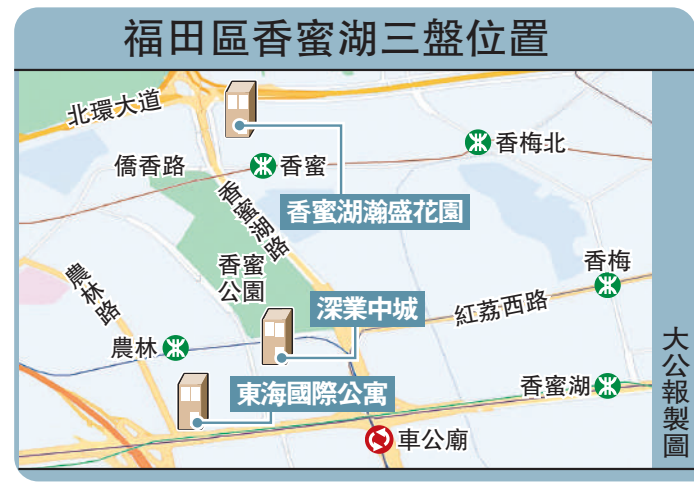 福田區香蜜湖三盤位置
北環大道
香梅北
僑香路
香蜜
香蜜湖路
香蜜湖瀚盛花園
農林路
香蜜
公園
香梅
深業中城
紅荔西路
農林
東海國際公寓
香蜜湖
車公廟
大公報製圖